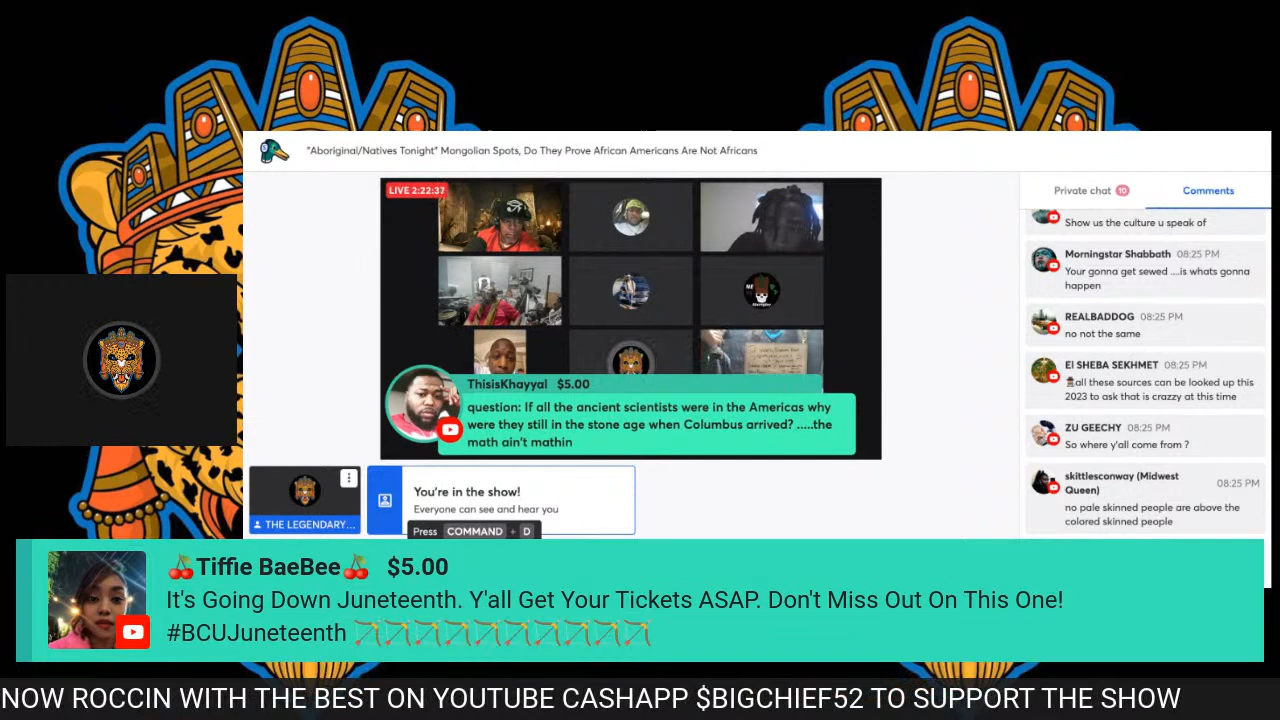 "Aboriginal/Natives Tonight" Mongolian Spots, Do They Prove African Americans Are Not Africans
LIVE 2:22:37
ThisisKhayyal $5.00
question: If all the ancient scientists were in the Americas why
were they still in the stone age when Columbus arrived? .....the
math ain't mathin
THE LEGENDARY...
You're in the show!
Everyone can see and hear you
Press COMMAND + D
Private chat 10
Comments
Show us the culture u speak of
Morningstar Shabbath 08:25 PM
Your gonna get sewed ....is whats gonna
happen
REALBADDOG 08:25 PM
no not the same
El SHEBA SEKHMET 08:25 PM
all these sources can be looked up this
2023 to ask that is crazzy at this time
ZU GEECHY 08:25 PM
So where y'all come from ?
skittlesconway (Midwest
Queen) 08:25 PM
no pale skinned people are above the
colored skinned people
🍒Tiffie BaeBee🍒 $5.00
It's Going Down Juneteenth. Y'all Get Your Tickets ASAP. Don't Miss Out On This One!
#BCUJuneteenth 🏹🏹🏹🏹🏹🏹🏹🏹🏹🏹
NOW ROCCIN WITH THE BEST ON YOUTUBE CASHAPP $BIGCHIEF52 TO SUPPORT THE SHOW